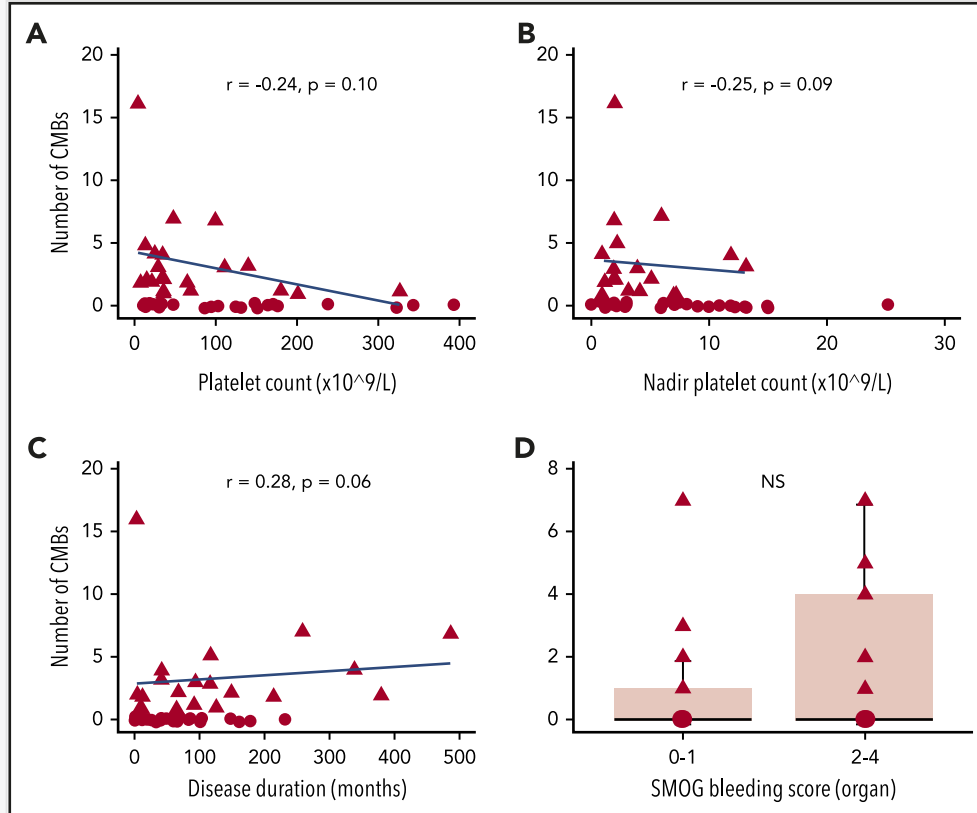 A
B
20
15
10
5
0
Number of CMBs
r = -0.24, p = 0.10
0 100 200 300 400
Platelet count (x10^9/L)
20
15
10
5
0
r = -0.25, p = 0.09
0 10 20 30
Nadir platelet count (x10^9/L)
C
D
20
15
10
5
0
Number of CMBs
r = 0.28, p = 0.06
0 100 200 300 400 500
Disease duration (months)
8
6
4
2
0
NS
0-1 2-4
SMOG bleeding score (organ)